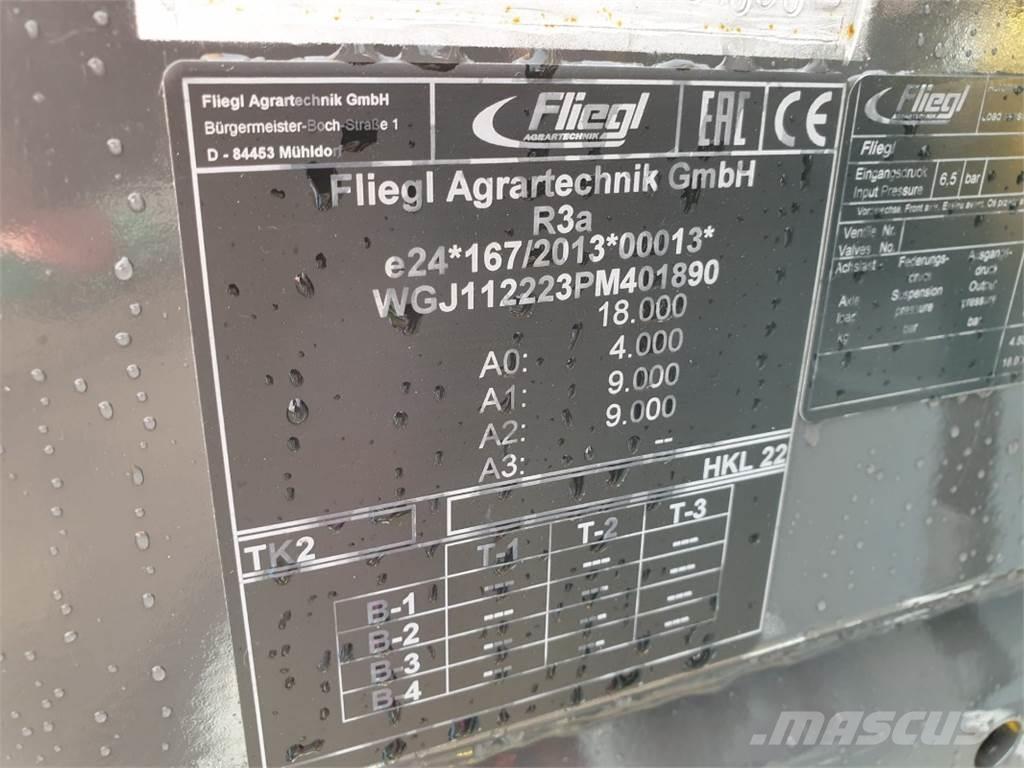 Fliegl Agrartechnik GmbH
Bürgermeister-Boch-Straße 1
D - 84453 Mühldorf
Fliegl
AGRARTECHNIK
EAC CE
Fliegl Agrartechnik GmbH
R3a
e24*167/2013*00013*
WGJ112223PM401890
18.000
A0: 4.000
A1: 9.000
A2: 9.000
A3: --
HKL 22
TK2
T-1 T-2 T-3
B-1 --- --- ---
B-2 --- --- ---
B-3 --- --- ---
B-4 --- --- ---
Fliegl
AGRARTECHNIK
Fliegl
Eingangsdruck
Input Pressure
6,5 bar
Ventile Nr.
Valves No.
Achslast-
Federungs-
druck
Ausgangs-
druck
Axle
Suspension
pressure
bar
Output
pressure
bar
MASCUS